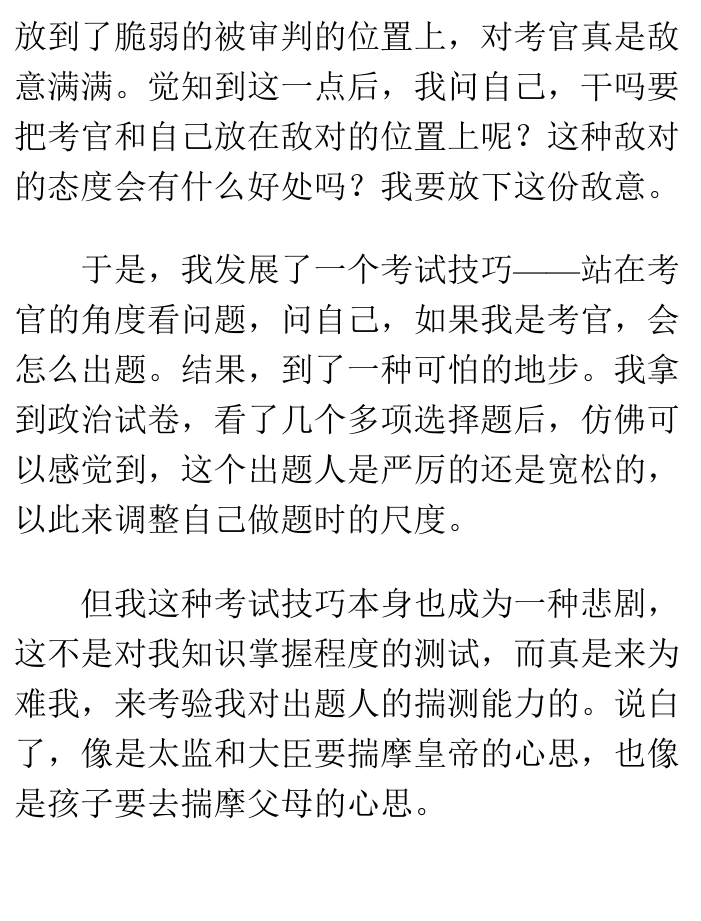 放到了脆弱的被审判的位置上，对考官真是敌
意满满。觉知到这一点后，我问自己，干吗要
把考官和自己放在敌对的位置上呢？这种敌对
的态度会有什么好处吗？我要放下这份敌意。
于是，我发展了一个考试技巧——站在考
官的角度看问题，问自己，如果我是考官，会
怎么出题。结果，到了一种可怕的地步。我拿
到政治试卷，看了几个多项选择题后，仿佛可
以感觉到，这个出题人是严厉的还是宽松的，
以此来调整自己做题时的尺度。
但我这种考试技巧本身也成为一种悲剧，
这不是对我知识掌握程度的测试，而真是来为
难我，来考验我对出题人的揣测能力的。说白
了，像是太监和大臣要揣摩皇帝的心思，也像
是孩子要去揣摩父母的心思。